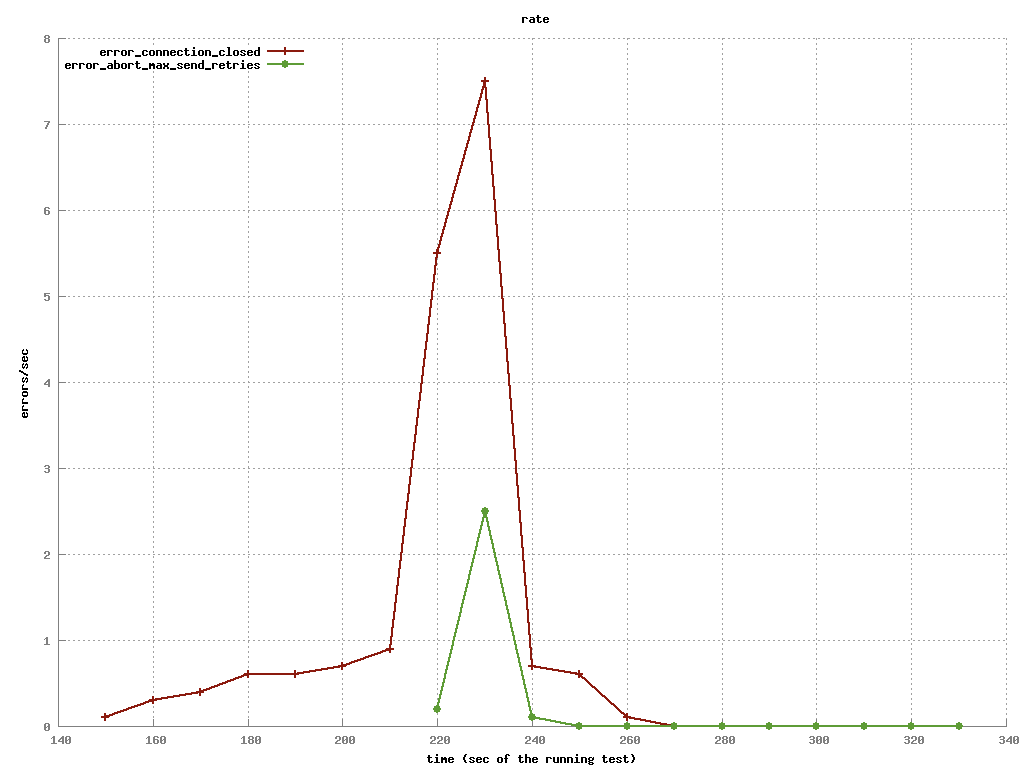 rate
error_connection_closed
error_abort_max_send_retries
8
7
6
5
4
3
2
1
0
errors/sec
140 160 180 200 220 240 260 280 300 320 340
time (sec of the running test)